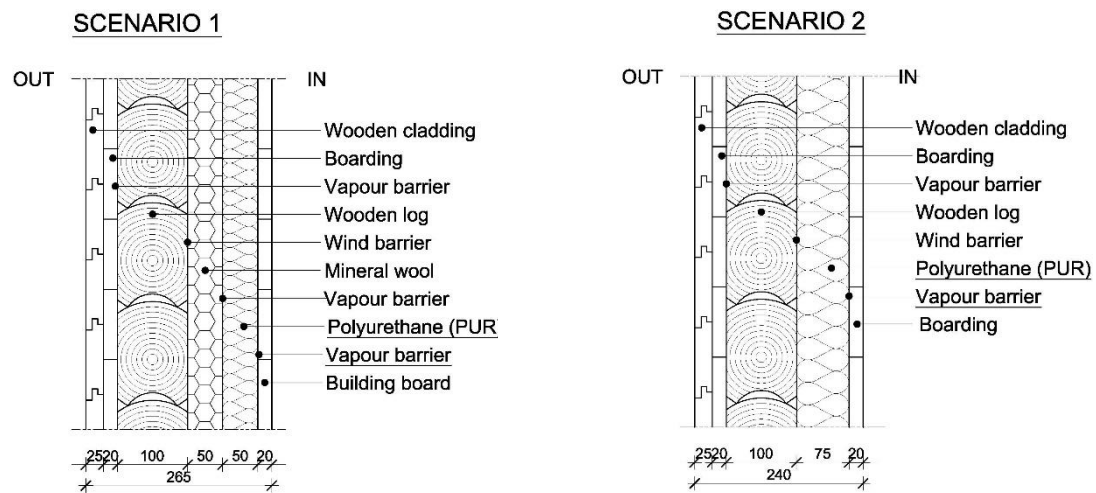 SCENARIO 1
OUT
IN
Wooden cladding
Boarding
Vapour barrier
Wooden log
Wind barrier
Mineral wool
Vapour barrier
Polyurethane (PUR
Vapour barrier
Building board
25 20 100 50 50 20
265
SCENARIO 2
OUT
IN
Wooden cladding
Boarding
Vapour barrier
Wooden log
Wind barrier
Polyurethane (PUR)
Vapour barrier
Boarding
25 20 100 75 20
240